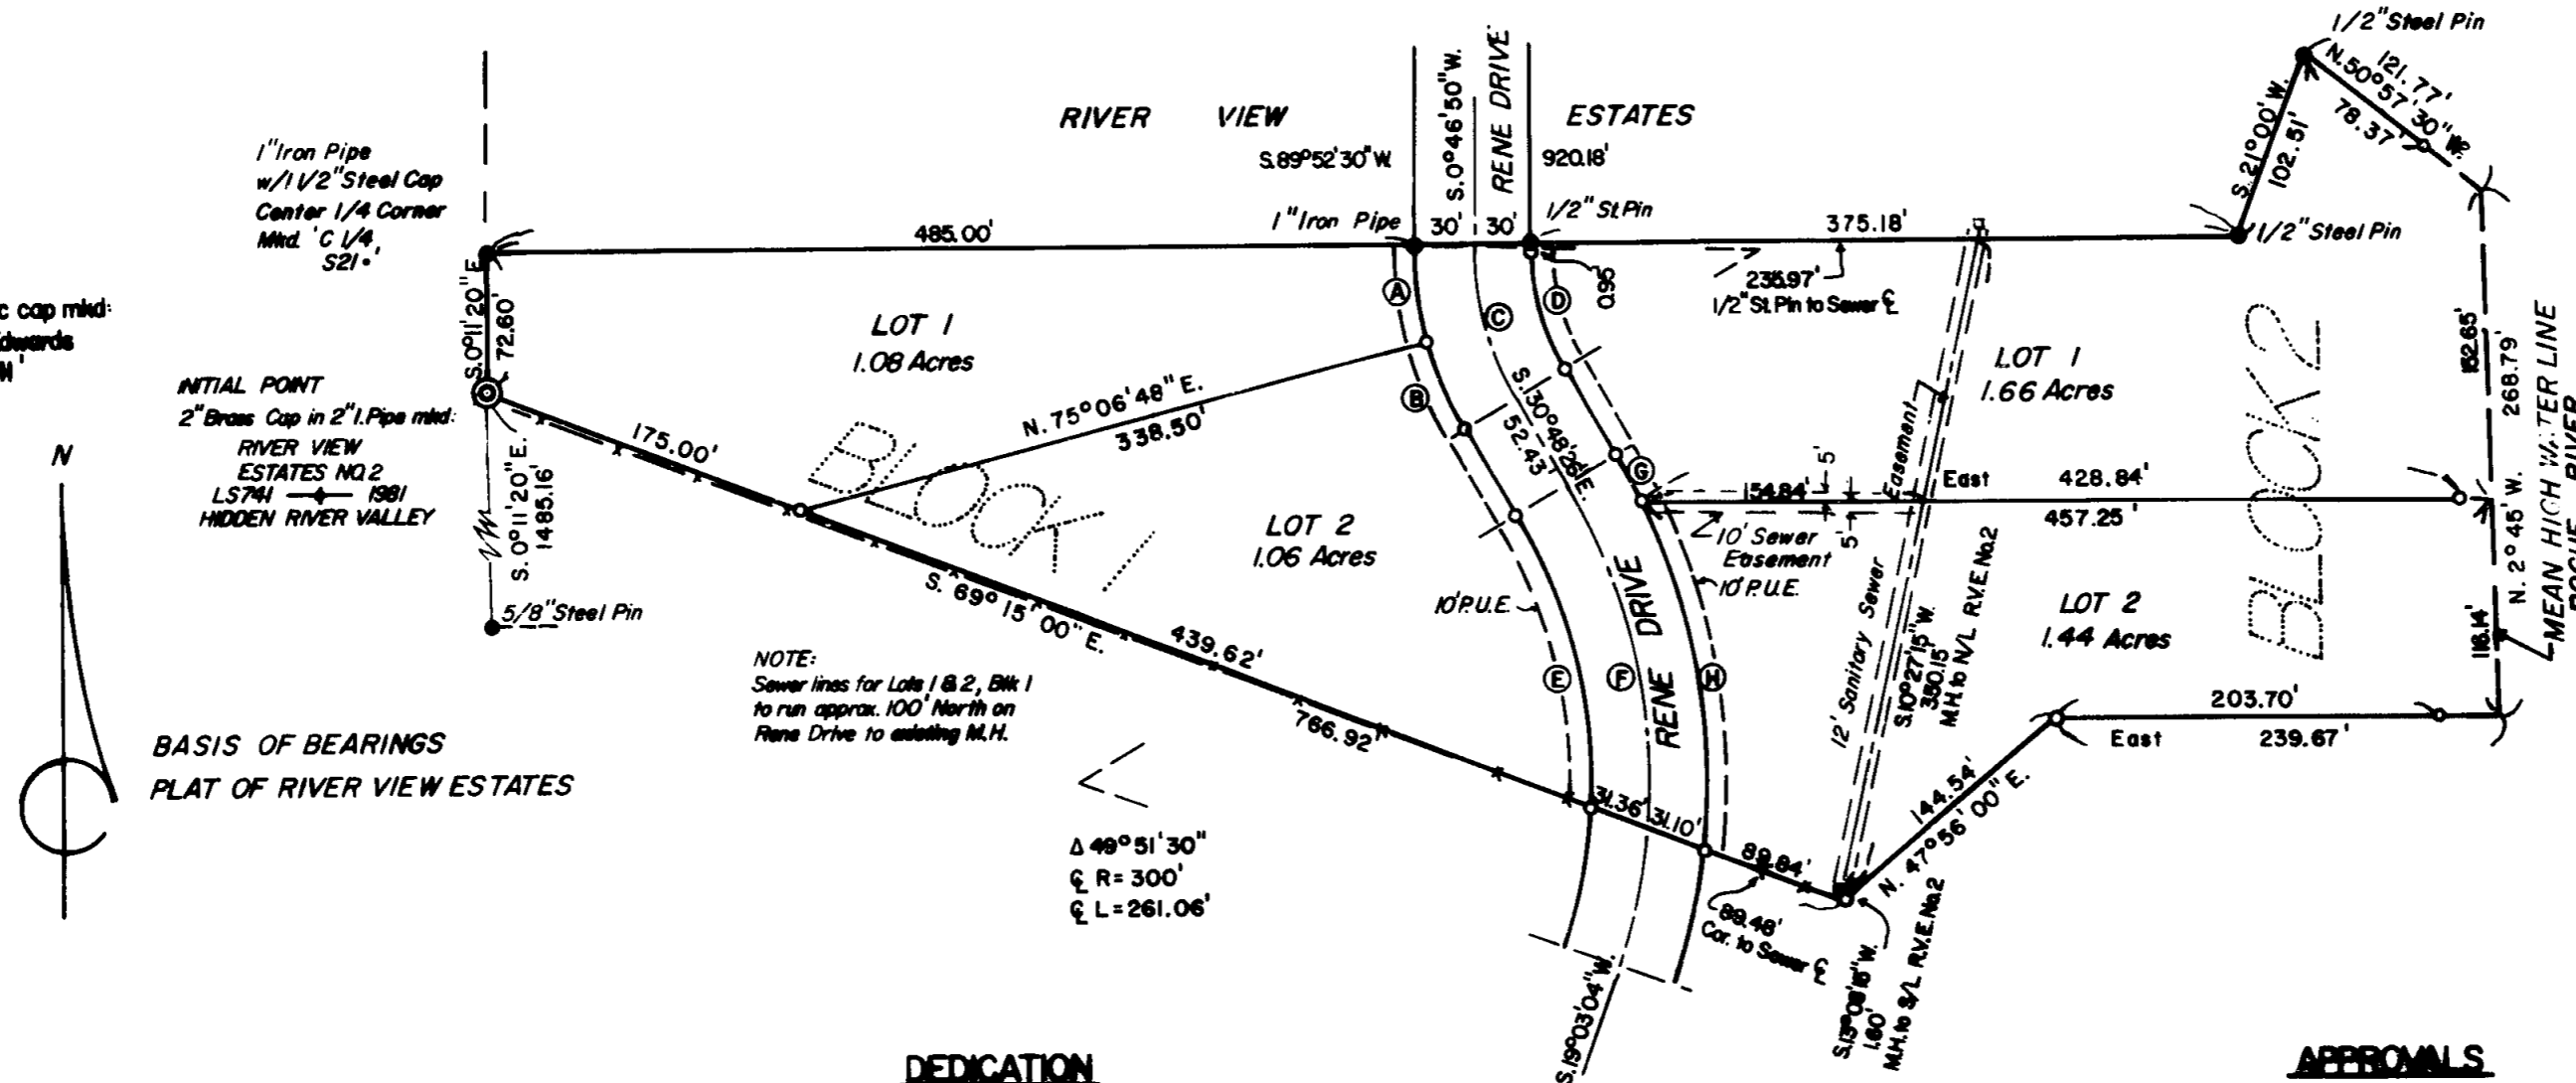 1/2" Steel Pin
N. 50°57'30" W.
121.77'
78.37'
S. 21°00' W.
102.51'
1/2" Steel Pin
RIVER VIEW ESTATES
S. 89°52'30" W.
920.18'
S. 0°46'50" W.
RENE DRIVE
1" Iron Pipe
w/1 1/2" Steel Cap
Center 1/4 Corner
Mkd. 'C 1/4
S21•'
485.00'
1" Iron Pipe
30' 30'
1/2" St. Pin
375.18'
0.95
1/2" St. Pin to Sewer ℄
S. 0°11'20" E.
72.60'
c cap mkd:
INITIAL POINT
2" Brass Cap in 2" I. Pipe mkd:
RIVER VIEW
ESTATES NO. 2
LS741 1981
HIDDEN RIVER VALLEY
LOT 1
1.08 Acres
A
B
C
D
LOT 1
1.66 Acres
BLOCK 2
152.65'
268.79'
N. 2°45' W.
118.14'
MEAN HIGH WATER LINE
ROGUE RIVER
N. 75°06'48" E.
338.50'
175.00'
BLOCK 1
S. 30°48'26" E.
52.43'
G
154.84'
5'
5'
Easement
East 428.84'
457.25'
10' Sewer
Easement
N
S. 0°11'20" E.
1485.16'
5/8" Steel Pin
LOT 2
1.06 Acres
S. 69°15'00" E.
439.62'
766.92'
10' P.U.E.
10' P.U.E.
E
F
H
RENE DRIVE
12' Sanitary Sewer
S. 10°27'15" W.
350.15'
M.H. to N/L R.V.E. No. 2
LOT 2
1.44 Acres
203.70'
East 239.67'
NOTE:
Sewer lines for Lots 1 & 2, Blk 1
to run approx. 100' North on
Rene Drive to existing M.H.
BASIS OF BEARINGS
PLAT OF RIVER VIEW ESTATES
Δ 49°51'30"
℄ R = 300'
℄ L = 261.06'
31.36' 31.10'
89.84'
89.48'
Cor. to Sewer ℄
144.54'
N. 47°56'00" E.
1.60'
M.H. to S/L R.V.E. No. 2
S. 19°03'04" W.
DEDICATION
APPROVALS